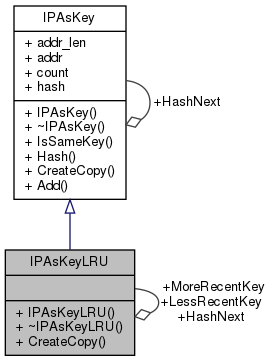 IPAsKey
+ addr_len
+ addr
+ count
+ hash
+ IPAsKey()
+ ~IPAsKey()
+ IsSameKey()
+ Hash()
+ CreateCopy()
+ Add()
+HashNext
IPAsKeyLRU
+ IPAsKeyLRU()
+ ~IPAsKeyLRU()
+ CreateCopy()
+MoreRecentKey
+LessRecentKey
+HashNext